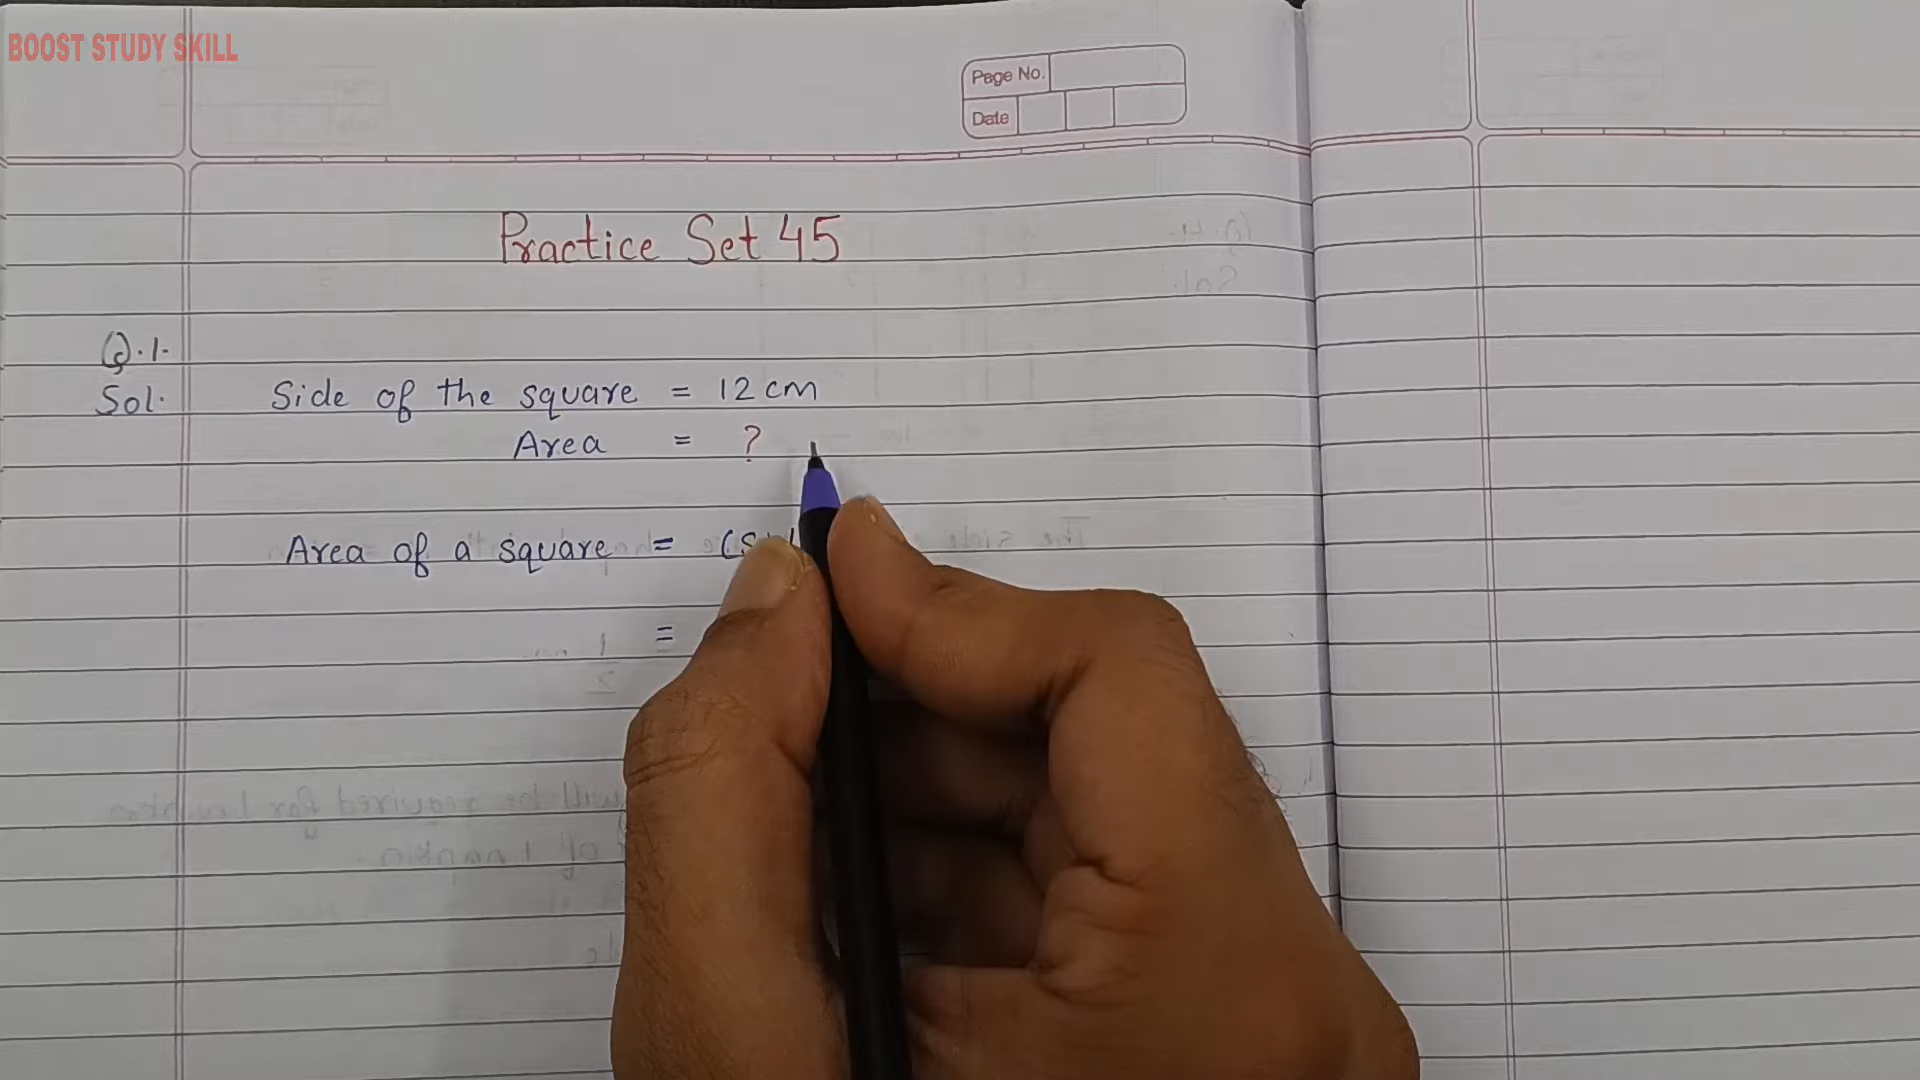 BOOST STUDY SKILL
Page No.
Date
Practice Set 45
Q.1.
Sol. Side of the square = 12 cm
Area = ?
Area of a square =
=